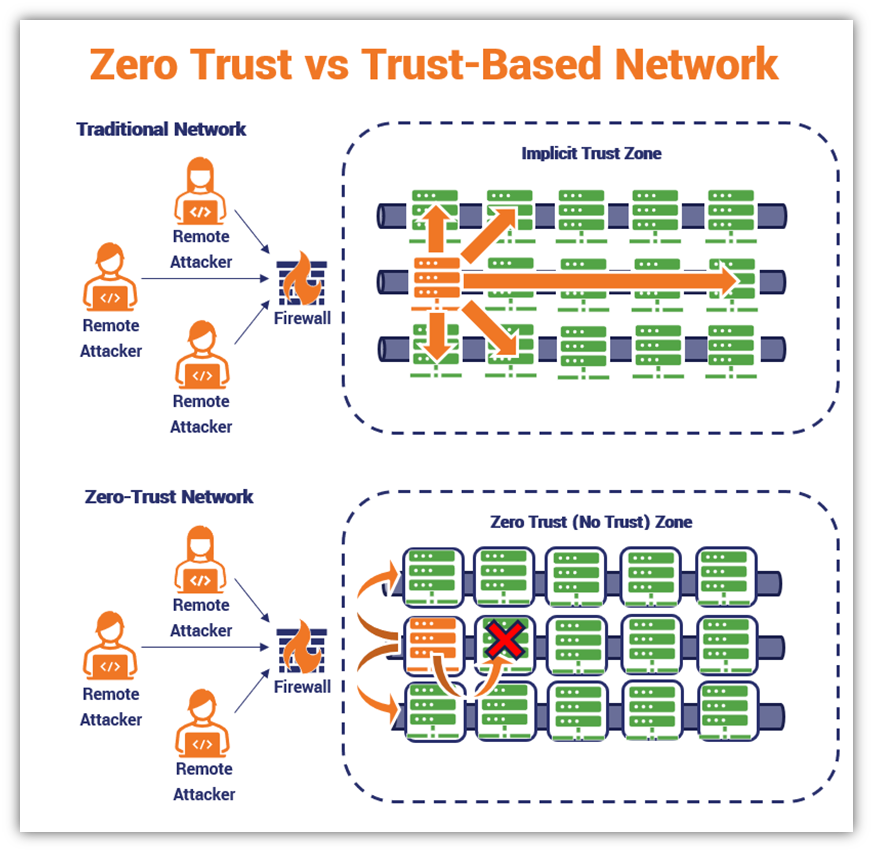 Zero Trust vs Trust-Based Network
Traditional Network
Implicit Trust Zone
Remote
Attacker
Remote
Attacker
Firewall
Remote
Attacker
Zero-Trust Network
Zero Trust (No Trust) Zone
Remote
Attacker
Remote
Attacker
Firewall
Remote
Attacker